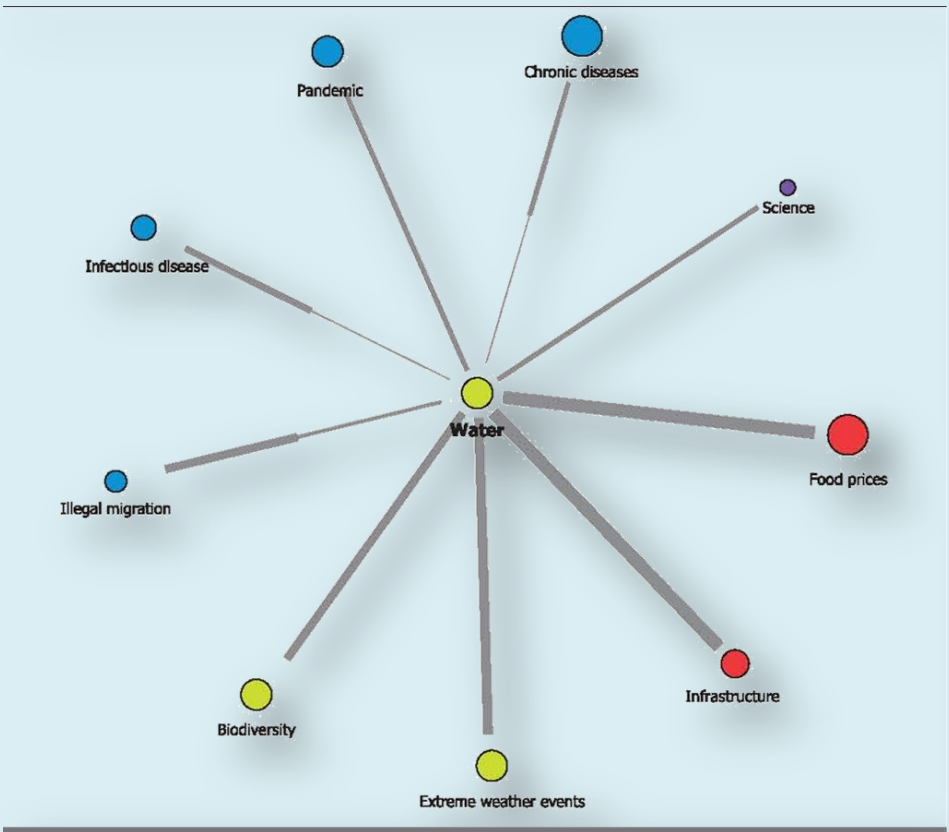 Chronic diseases
Pandemic
Science
Infectious disease
Water
Food prices
Illegal migration
Infrastructure
Biodiversity
Extreme weather events